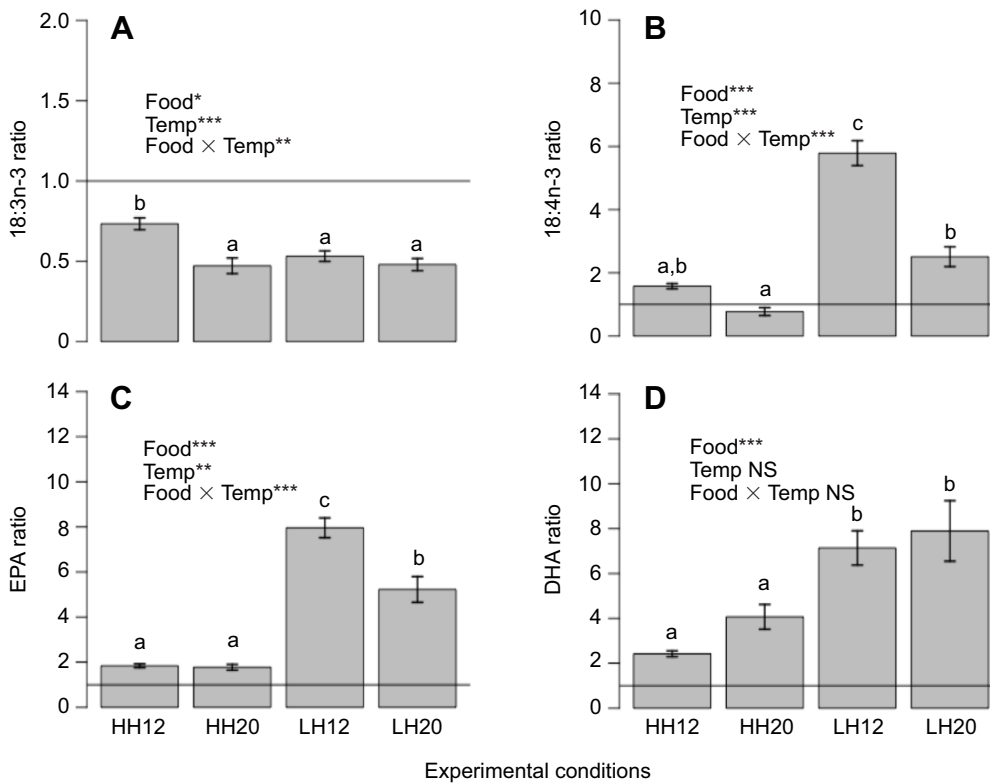 A
2.0
1.5
1.0
0.5
0
18:3n-3 ratio
Food*
Temp***
Food × Temp**
b
a
a
a
B
10
8
6
4
2
0
18:4n-3 ratio
Food***
Temp***
Food × Temp***
a,b
a
c
b
C
14
12
10
8
6
4
2
0
EPA ratio
Food***
Temp**
Food × Temp***
a
a
c
b
HH12 HH20 LH12 LH20
D
14
12
10
8
6
4
2
0
DHA ratio
Food***
Temp NS
Food × Temp NS
a
a
b
b
HH12 HH20 LH12 LH20
Experimental conditions